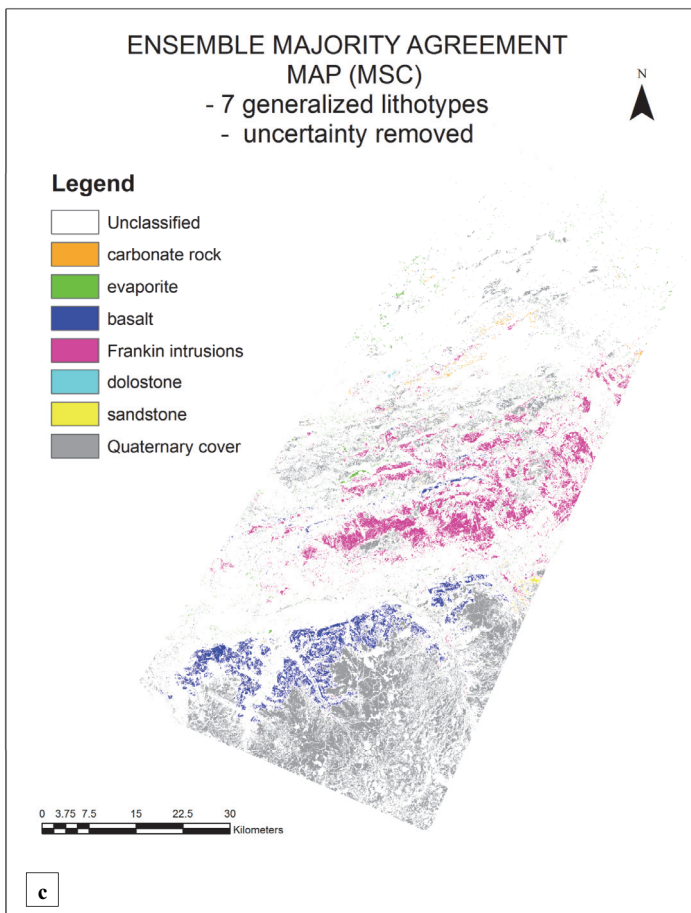 ENSEMBLE MAJORITY AGREEMENT
MAP (MSC)
- 7 generalized lithotypes
- uncertainty removed
N
Legend
Unclassified
carbonate rock
evaporite
basalt
Frankin intrusions
dolostone
sandstone
Quaternary cover
0 3.75 7.5 15 22.5 30
Kilometers
c